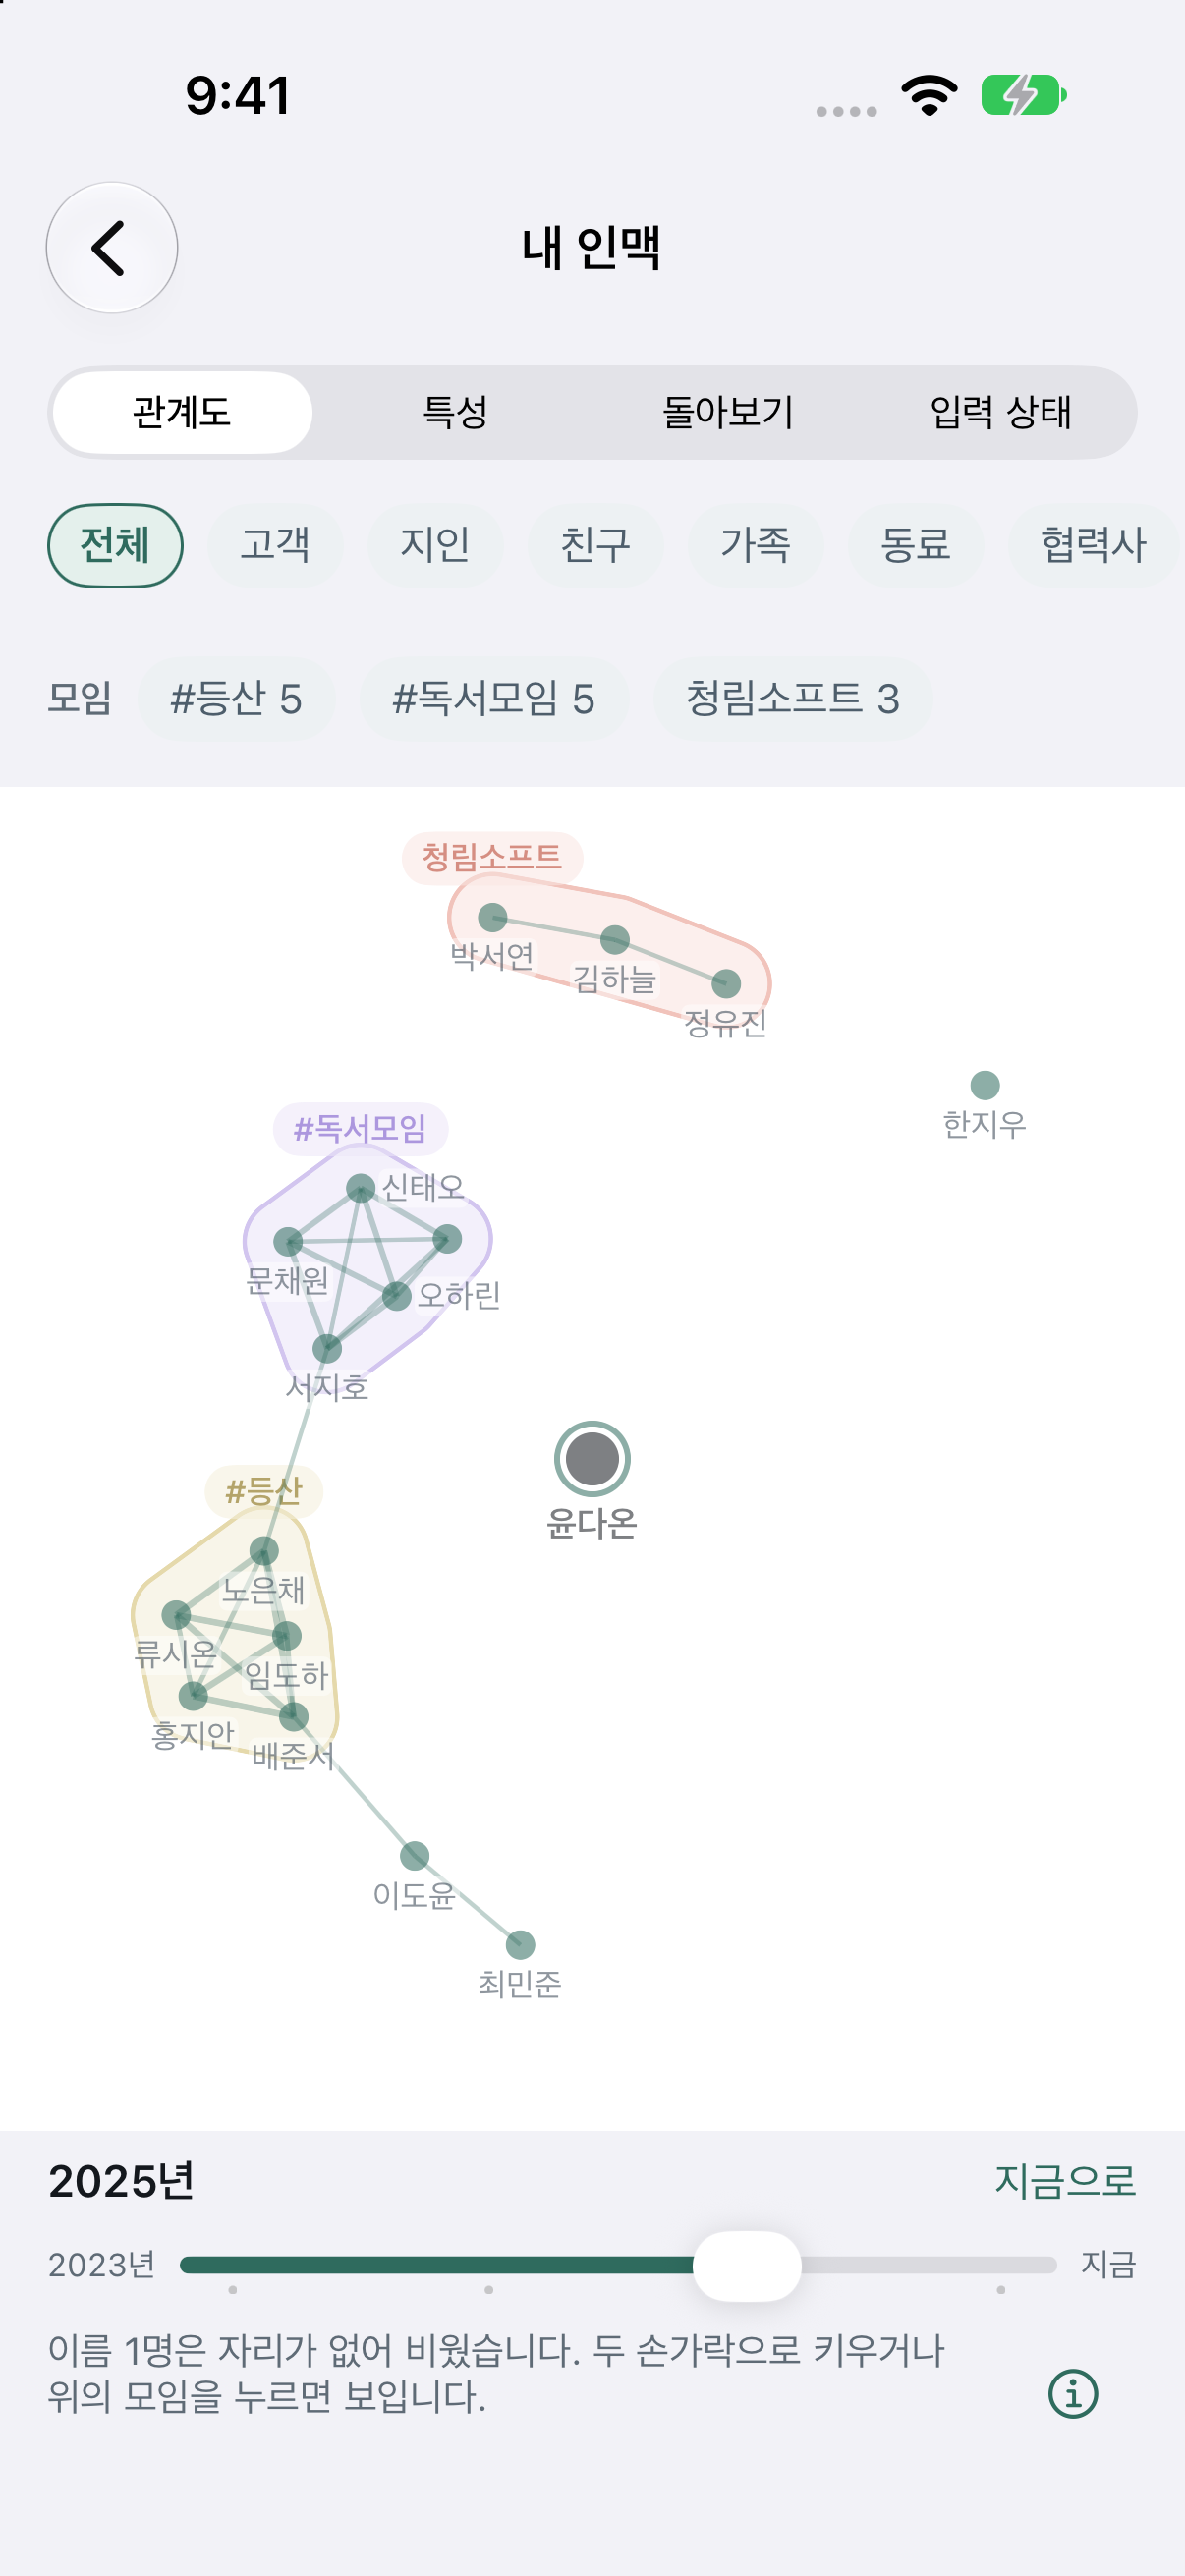 9:41
내 인맥
관계도 특성 돌아보기 입력 상태
전체 고객 지인 친구 가족 동료 협력사
모임 #등산 5 #독서모임 5 청림소프트 3
청림소프트
박서연
김하늘
정유진
한지우
#독서모임
신태오
문채원
오하린
서지호
#등산
윤다온
노은채
류시온
임도하
홍지안
배준서
이도윤
최민준
2025년 지금으로
2023년 지금
이름 1명은 자리가 없어 비웠습니다. 두 손가락으로 키우거나
위의 모임을 누르면 보입니다.